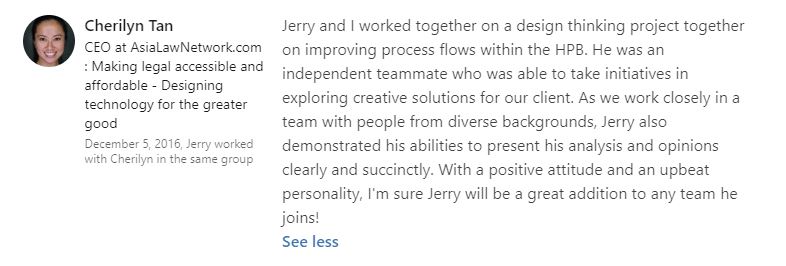 Cherilyn Tan
CEO at AsiaLawNetwork.com
: Making legal accessible and
affordable - Designing
technology for the greater
good
December 5, 2016, Jerry worked
with Cherilyn in the same group
Jerry and I worked together on a design thinking project together
on improving process flows within the HPB. He was an
independent teammate who was able to take initiatives in
exploring creative solutions for our client. As we work closely in a
team with people from diverse backgrounds, Jerry also
demonstrated his abilities to present his analysis and opinions
clearly and succinctly. With a positive attitude and an upbeat
personality, I'm sure Jerry will be a great addition to any team he
joins!
See less